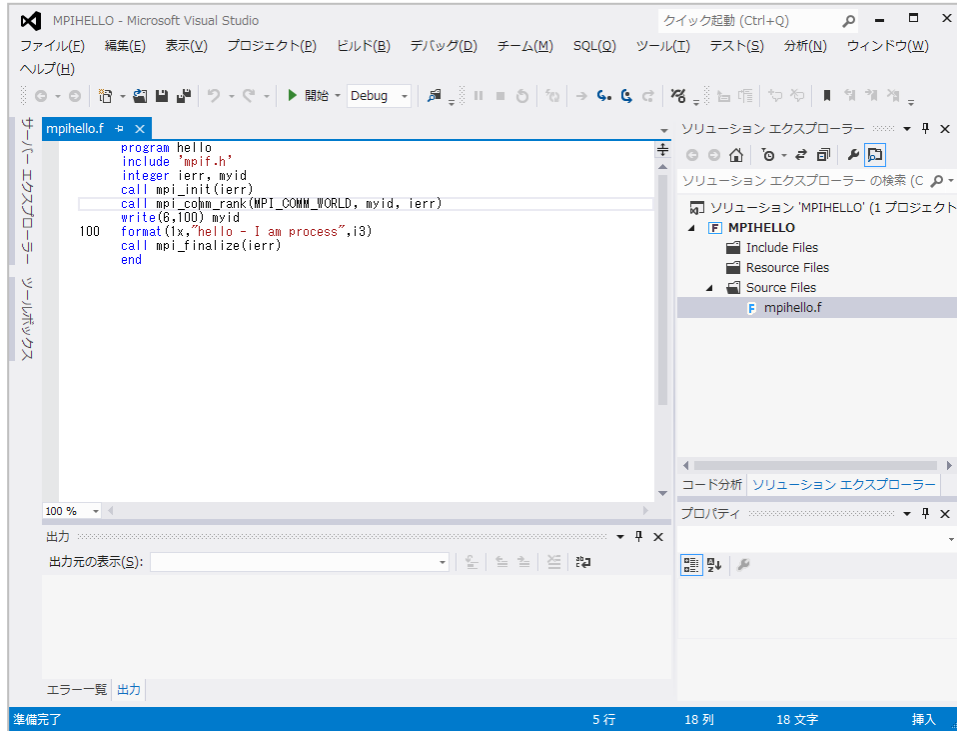 MPIHELLO - Microsoft Visual Studio
クイック起動 (Ctrl+Q)
ファイル(F) 編集(E) 表示(V) プロジェクト(P) ビルド(B) デバッグ(D) チーム(M) SQL(Q) ツール(T) テスト(S) 分析(N) ウィンドウ(W)
ヘルプ(H)
開始 Debug
サーバー エクスプローラー
ツールボックス
mpihello.f
program hello
include 'mpif.h'
integer ierr, myid
call mpi_init(ierr)
call mpi_comm_rank(MPI_COMM_WORLD, myid, ierr)
write(6,100) myid
100 format(1x,"hello - I am process",i3)
call mpi_finalize(ierr)
end
100 %
ソリューション エクスプローラー
ソリューション エクスプローラー の検索 (C
ソリューション 'MPIHELLO' (1 プロジェクト
MPIHELLO
Include Files
Resource Files
Source Files
mpihello.f
コード分析 ソリューション エクスプローラー
プロパティ
出力
出力元の表示(S):
エラー一覧 出力
準備完了 5 行 18 列 18 文字 挿入